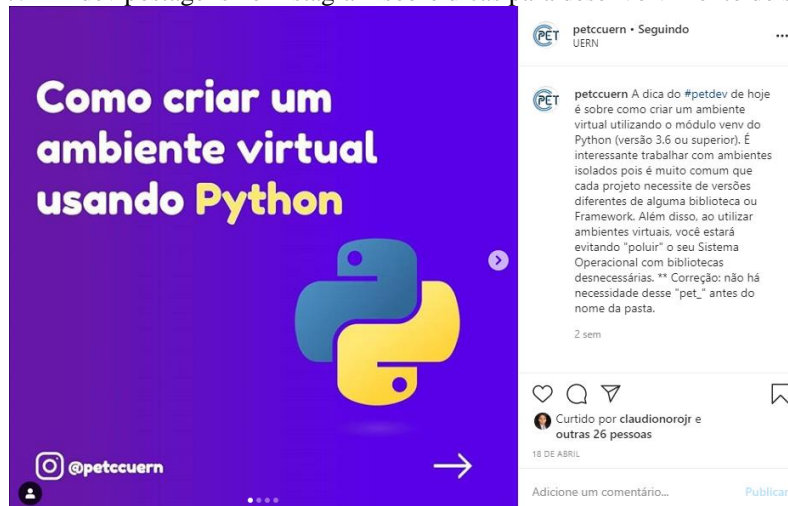 Como criar um
ambiente virtual
usando Python
@petccuern
PET
petccuern • Seguindo
UERN
PET
petccuern A dica do #petdev de hoje
é sobre como criar um ambiente
virtual utilizando o módulo venv do
Python (versão 3.6 ou superior). É
interessante trabalhar com ambientes
isolados pois é muito comum que
cada projeto necessite de versões
diferentes de alguma biblioteca ou
Framework. Além disso, ao utilizar
ambientes virtuais, você estará
evitando "poluir" o seu Sistema
Operacional com bibliotecas
desnecessárias. ** Correção: não há
necessidade desse "pet_" antes do
nome da pasta.
2 sem
Curtido por claudionorojr e
outras 26 pessoas
18 DE ABRIL
Adicione um comentário...
Publicar